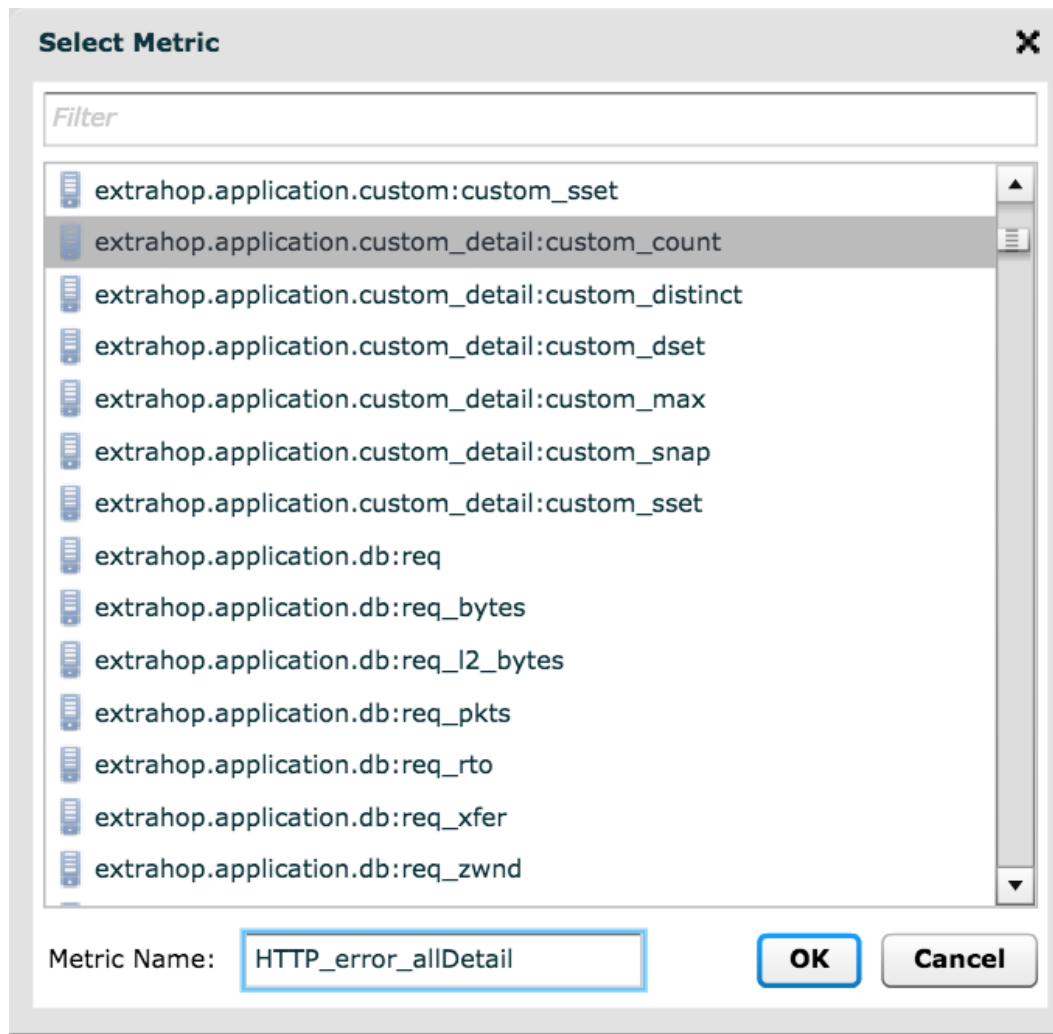 Select Metric
Filter
extrahop.application.custom:custom_sset
extrahop.application.custom_detail:custom_count
extrahop.application.custom_detail:custom_distinct
extrahop.application.custom_detail:custom_dset
extrahop.application.custom_detail:custom_max
extrahop.application.custom_detail:custom_snap
extrahop.application.custom_detail:custom_sset
extrahop.application.db:req
extrahop.application.db:req_bytes
extrahop.application.db:req_l2_bytes
extrahop.application.db:req_pkts
extrahop.application.db:req_rto
extrahop.application.db:req_xfer
extrahop.application.db:req_zwnd
Metric Name: HTTP_error_allDetail OK Cancel